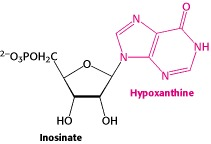 O
N
NH
²⁻O₃POH₂C
O
N
N
Hypoxanthine
HO
OH
Inosinate